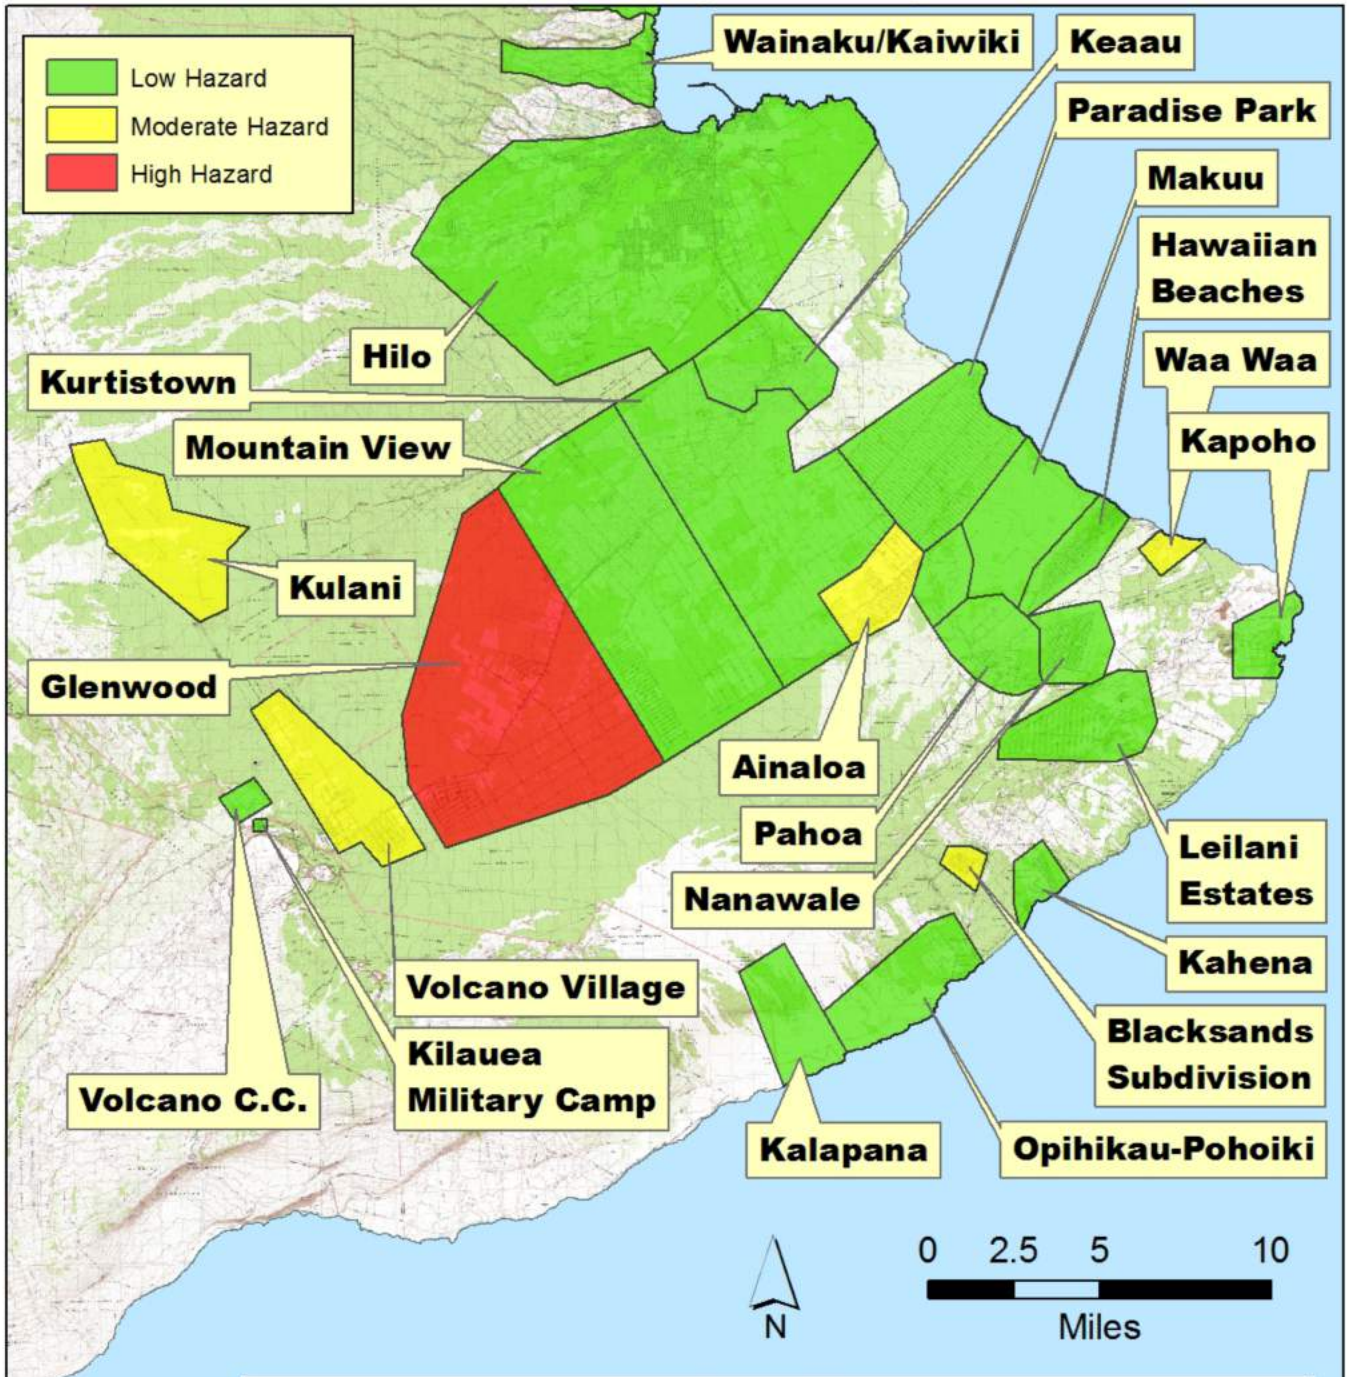 Low Hazard
Moderate Hazard
High Hazard
Wainaku/Kaiwiki
Keaau
Paradise Park
Makuu
Hawaiian
Beaches
Waa Waa
Kapoho
Hilo
Kurtistown
Mountain View
Kulani
Glenwood
Ainaloa
Pahoa
Nanawale
Leilani
Estates
Kahena
Blacksands
Subdivision
Volcano Village
Kilauea
Military Camp
Volcano C.C.
Kalapana
Opihikau-Pohoiki
0 2.5 5 10
Miles
N